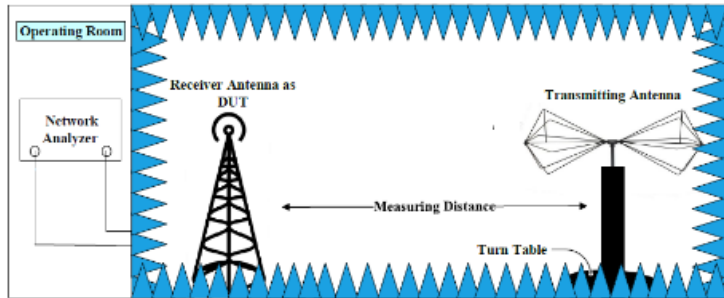 Operating Room
Network
Analyzer
Receiver Antenna as
DUT
Transmitting Antenna
Measuring Distance
Turn Table